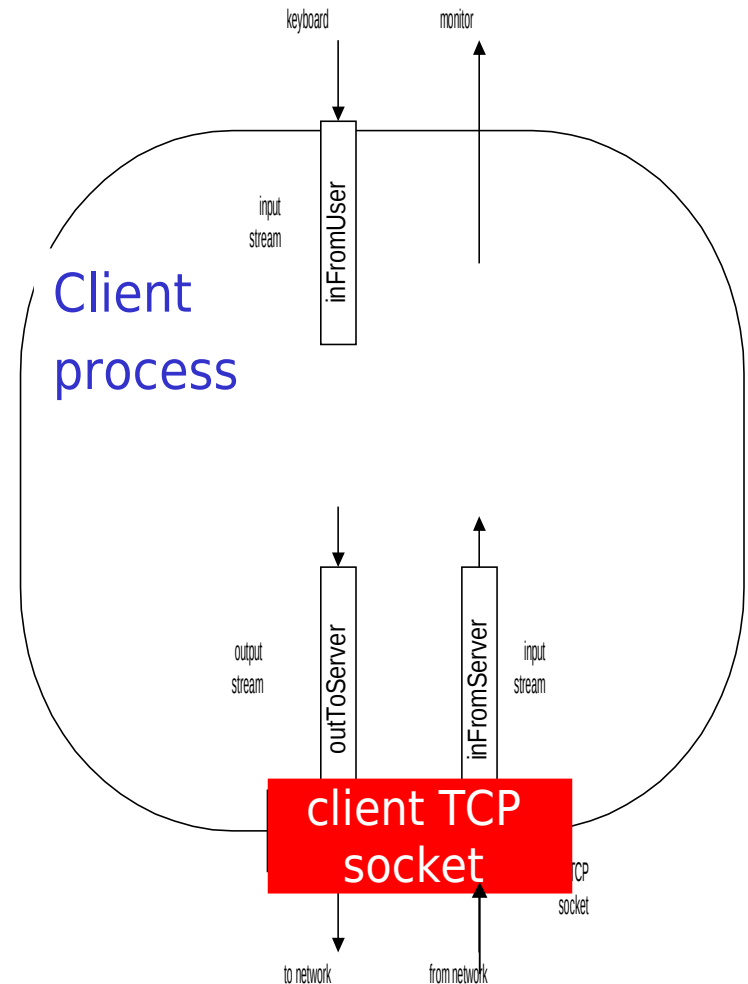 keyboard
monitor
input
stream
inFromUser
Client
process
output
stream
outToServer
inFromServer
input
stream
client TCP
socket
TCP
socket
to network
from network